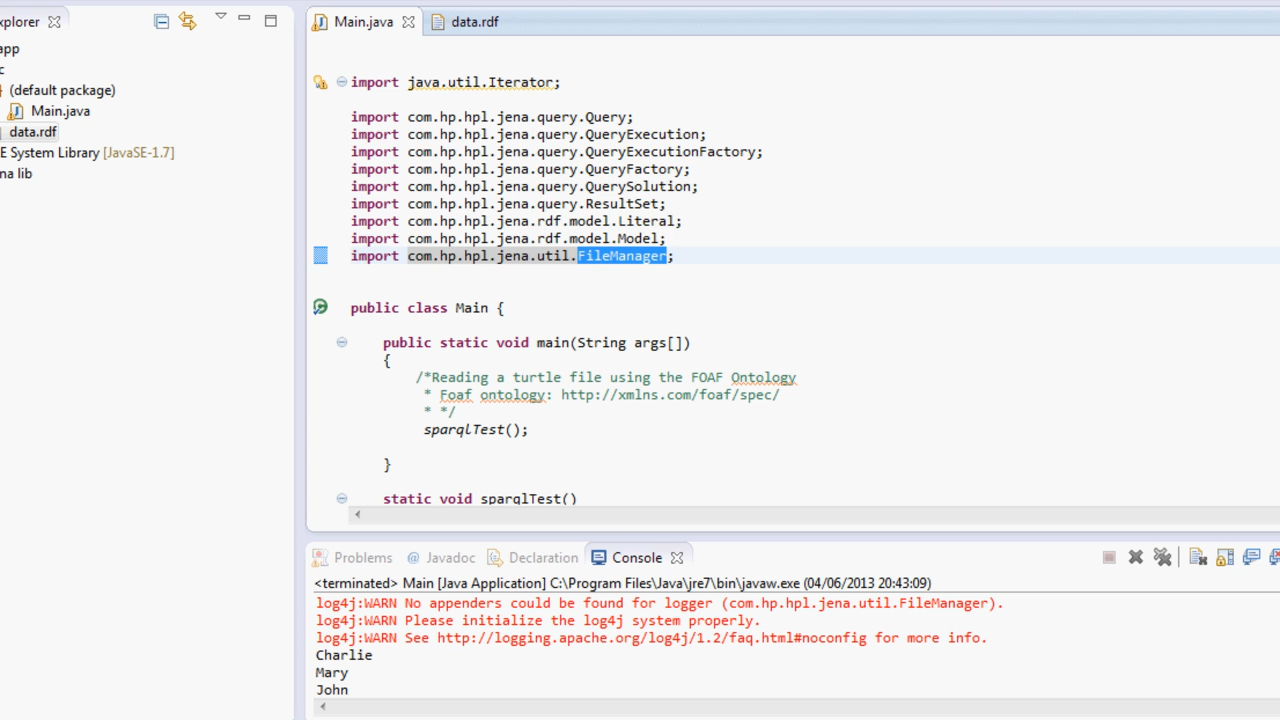 xplorer
app
c
(default package)
Main.java
data.rdf
E System Library [JavaSE-1.7]
na lib
Main.java
data.rdf
import java.util.Iterator;
import com.hp.hpl.jena.query.Query;
import com.hp.hpl.jena.query.QueryExecution;
import com.hp.hpl.jena.query.QueryExecutionFactory;
import com.hp.hpl.jena.query.QueryFactory;
import com.hp.hpl.jena.query.QuerySolution;
import com.hp.hpl.jena.query.ResultSet;
import com.hp.hpl.jena.rdf.model.Literal;
import com.hp.hpl.jena.rdf.model.Model;
import com.hp.hpl.jena.util.FileManager;
public class Main {
public static void main(String args[])
{
/*Reading a turtle file using the FOAF Ontology
* Foaf ontology: http://xmlns.com/foaf/spec/
* */
sparqlTest();
}
static void sparqlTest()
Problems @ Javadoc Declaration Console
<terminated> Main [Java Application] C:\Program Files\Java\jre7\bin\javaw.exe (04/06/2013 20:43:09)
log4j:WARN No appenders could be found for logger (com.hp.hpl.jena.util.FileManager).
log4j:WARN Please initialize the log4j system properly.
log4j:WARN See http://logging.apache.org/log4j/1.2/faq.html#noconfig for more info.
Charlie
Mary
John